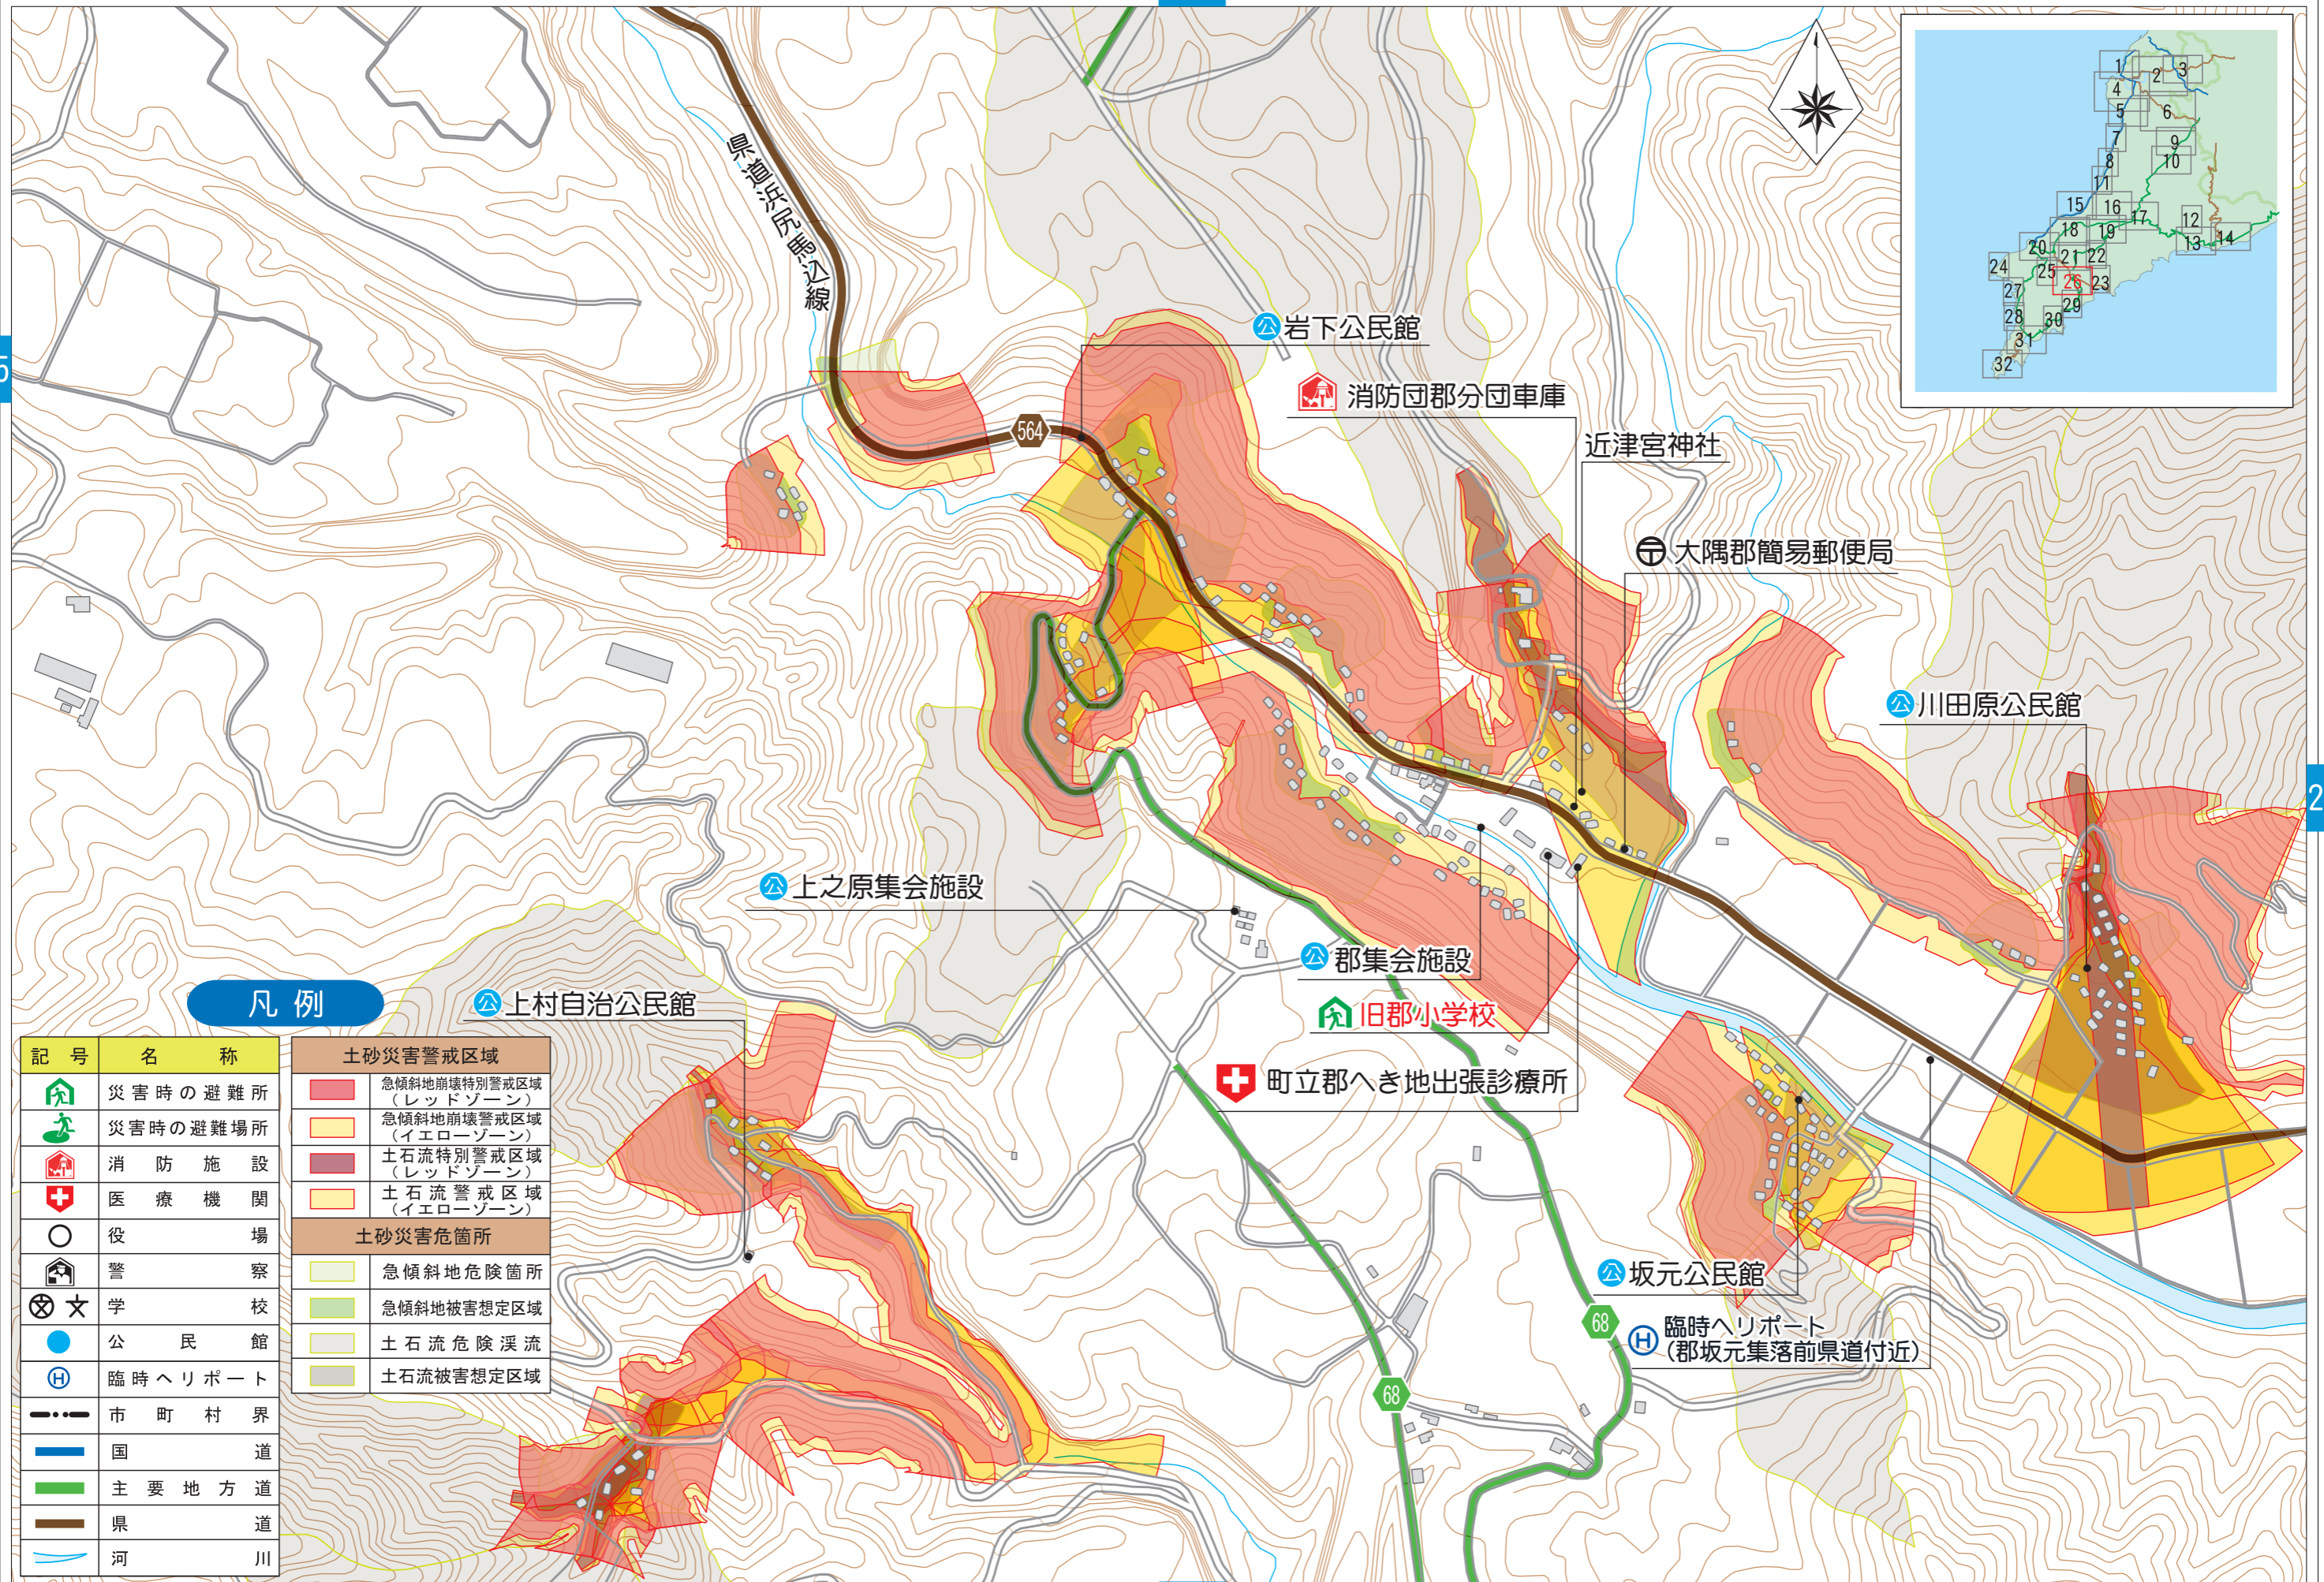 県道浜尻馬込線
564
公岩下公民館
消防団郡分団車庫
近津宮神社
〒大隅郡簡易郵便局
公川田原公民館
公上之原集会施設
公郡集会施設
旧郡小学校
町立郡へき地出張診療所
公上村自治公民館
公坂元公民館
H臨時ヘリポート
(郡坂元集落前県道付近)
68
68
5
2
1
2
3
4
5
6
7
8
9
10
11
15
16
17
12
13
14
18
19
20
21
22
24
25
26
23
27
29
28
30
31
32
凡例
記号 名称
災害時の避難所
災害時の避難場所
消防施設
医療機関
役場
警察
文 文 学校
公民館
H 臨時ヘリポート
市町村界
国道
主要地方道
県道
河川
土砂災害警戒区域
急傾斜地崩壊特別警戒区域
(レッドゾーン)
急傾斜地崩壊警戒区域
(イエローゾーン)
土石流特別警戒区域
(レッドゾーン)
土石流警戒区域
(イエローゾーン)
土砂災害危箇所
急傾斜地危険箇所
急傾斜地被害想定区域
土石流危険渓流
土石流被害想定区域